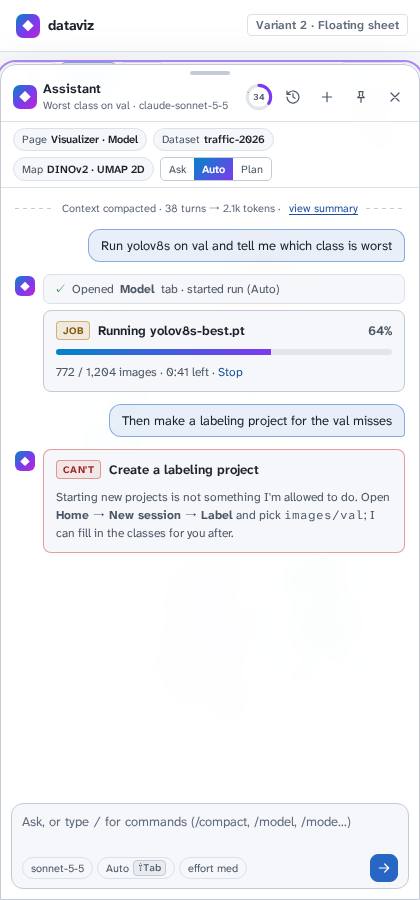 dataviz
Variant 2 · Floating sheet
Assistant
Worst class on val · claude-sonnet-5-5
34
Page Visualizer · Model
Dataset traffic-2026
Map DINOv2 · UMAP 2D
Ask Auto Plan
Context compacted · 38 turns → 2.1k tokens · view summary
Run yolov8s on val and tell me which class is worst
✓ Opened Model tab · started run (Auto)
JOB Running yolov8s-best.pt 64%
772 / 1,204 images · 0:41 left · Stop
Then make a labeling project for the val misses
CAN'T Create a labeling project
Starting new projects is not something I'm allowed to do. Open
Home → New session → Label and pick images/val; I
can fill in the classes for you after.
Ask, or type / for commands (/compact, /model, /mode…)
sonnet-5-5 Auto ⇧Tab effort med